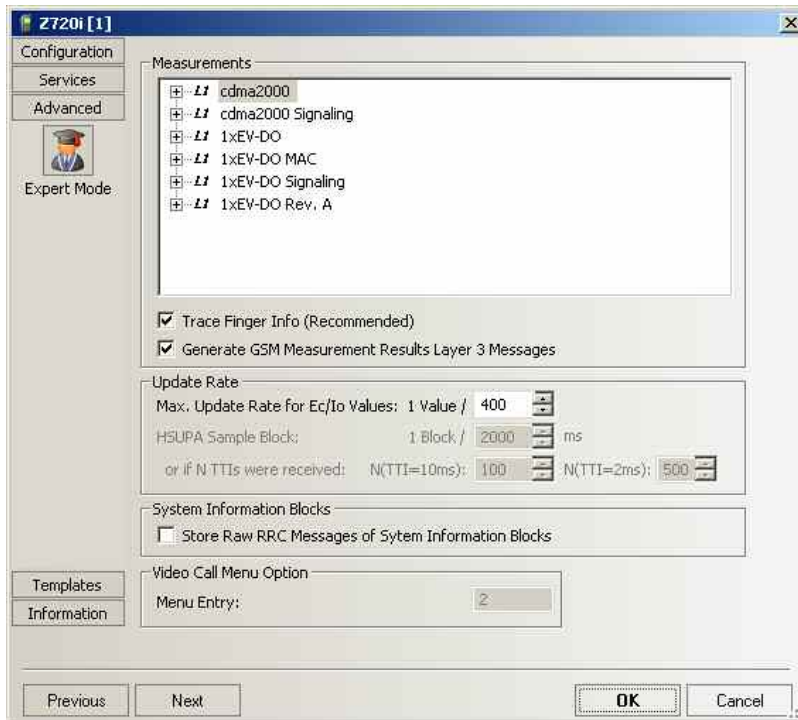 Z720i [1]
Configuration
Services
Advanced
Expert Mode
Templates
Information
Measurements
L1 cdma2000
L1 cdma2000 Signaling
L1 1xEV-DO
L1 1xEV-DO MAC
L1 1xEV-DO Signaling
L1 1xEV-DO Rev. A
Trace Finger Info (Recommended)
Generate GSM Measurement Results Layer 3 Messages
Update Rate
Max. Update Rate for Ec/Io Values: 1 Value / 400
HSUPA Sample Block: 1 Block / 2000 ms
or if N TTIs were received: N(TTI=10ms): 100 N(TTI=2ms): 500
System Information Blocks
Store Raw RRC Messages of Sytem Information Blocks
Video Call Menu Option
Menu Entry: 2
Previous Next OK Cancel